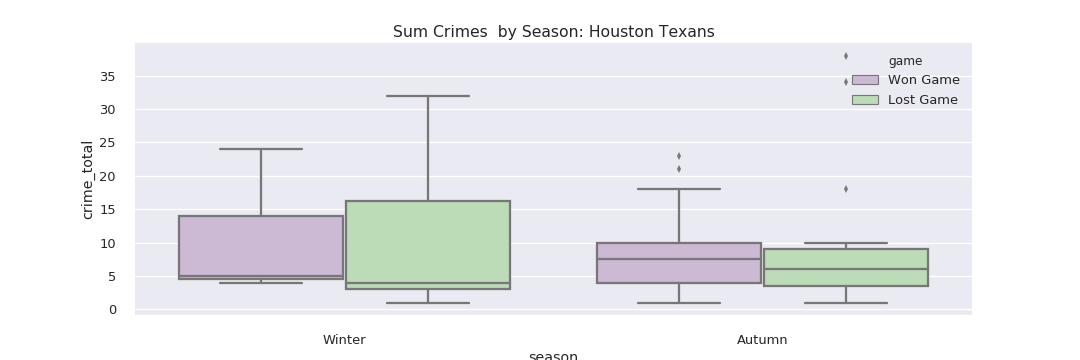 Sum Crimes by Season: Houston Texans
game
Won Game
Lost Game
crime_total
35
30
25
20
15
10
5
0
Winter
Autumn
season